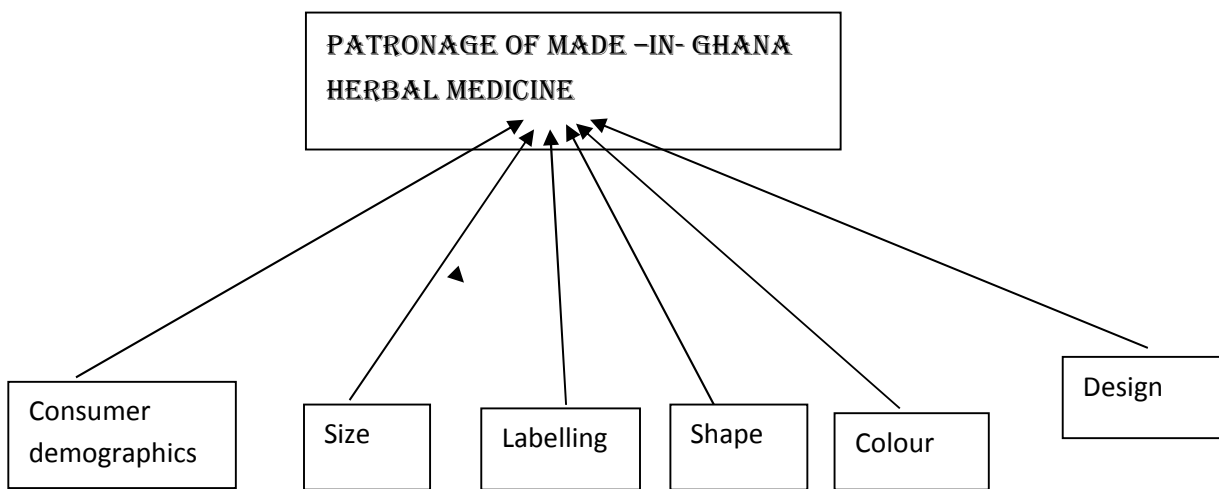 PATRONAGE OF MADE –IN- GHANA
HERBAL MEDICINE
Consumer
demographics
Size
Labelling
Shape
Colour
Design